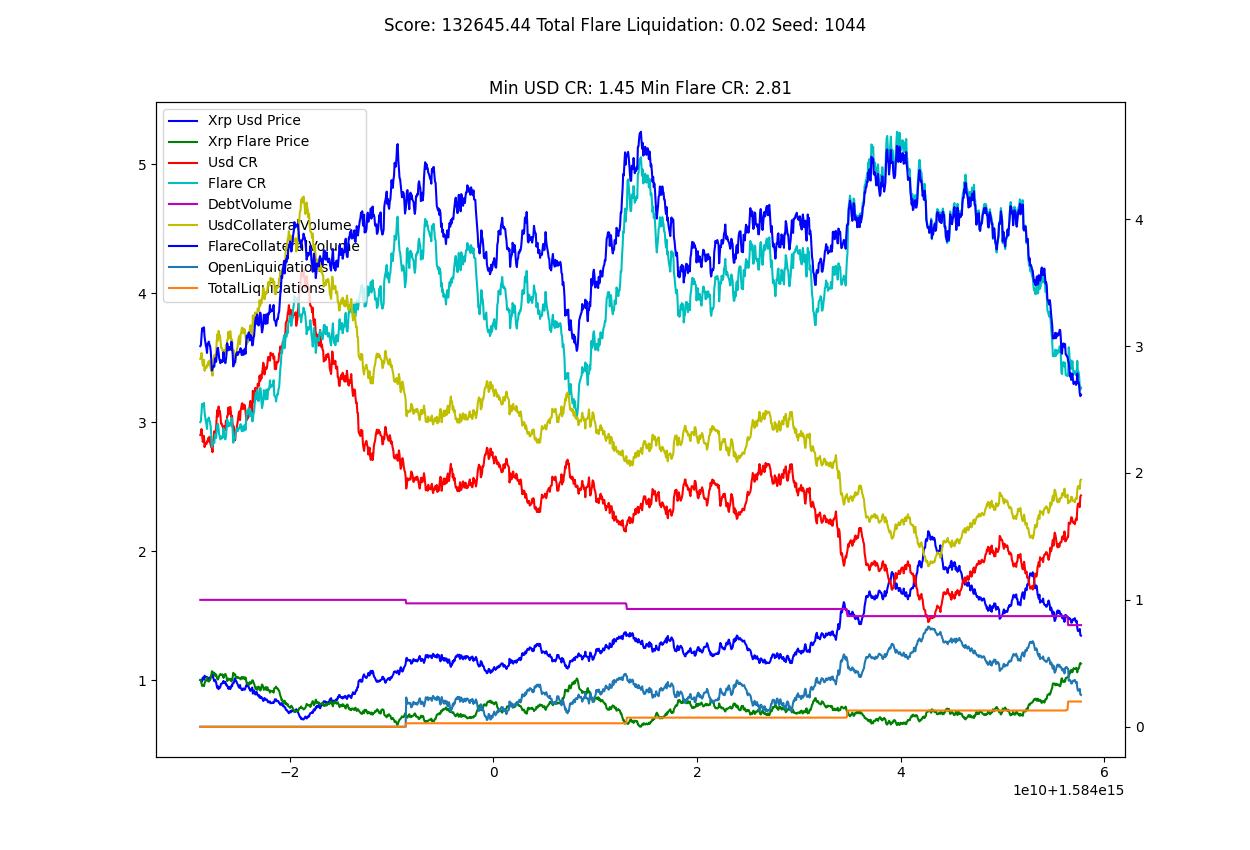 Score: 132645.44 Total Flare Liquidation: 0.02 Seed: 1044
Min USD CR: 1.45 Min Flare CR: 2.81
Xrp Usd Price
Xrp Flare Price
Usd CR
Flare CR
DebtVolume
UsdCollateralVolume
FlareCollateralVolume
OpenLiquidations
TotalLiquidations
5
4
3
2
1
4
3
2
1
0
−2
0
2
4
6
1e10+1.584e15